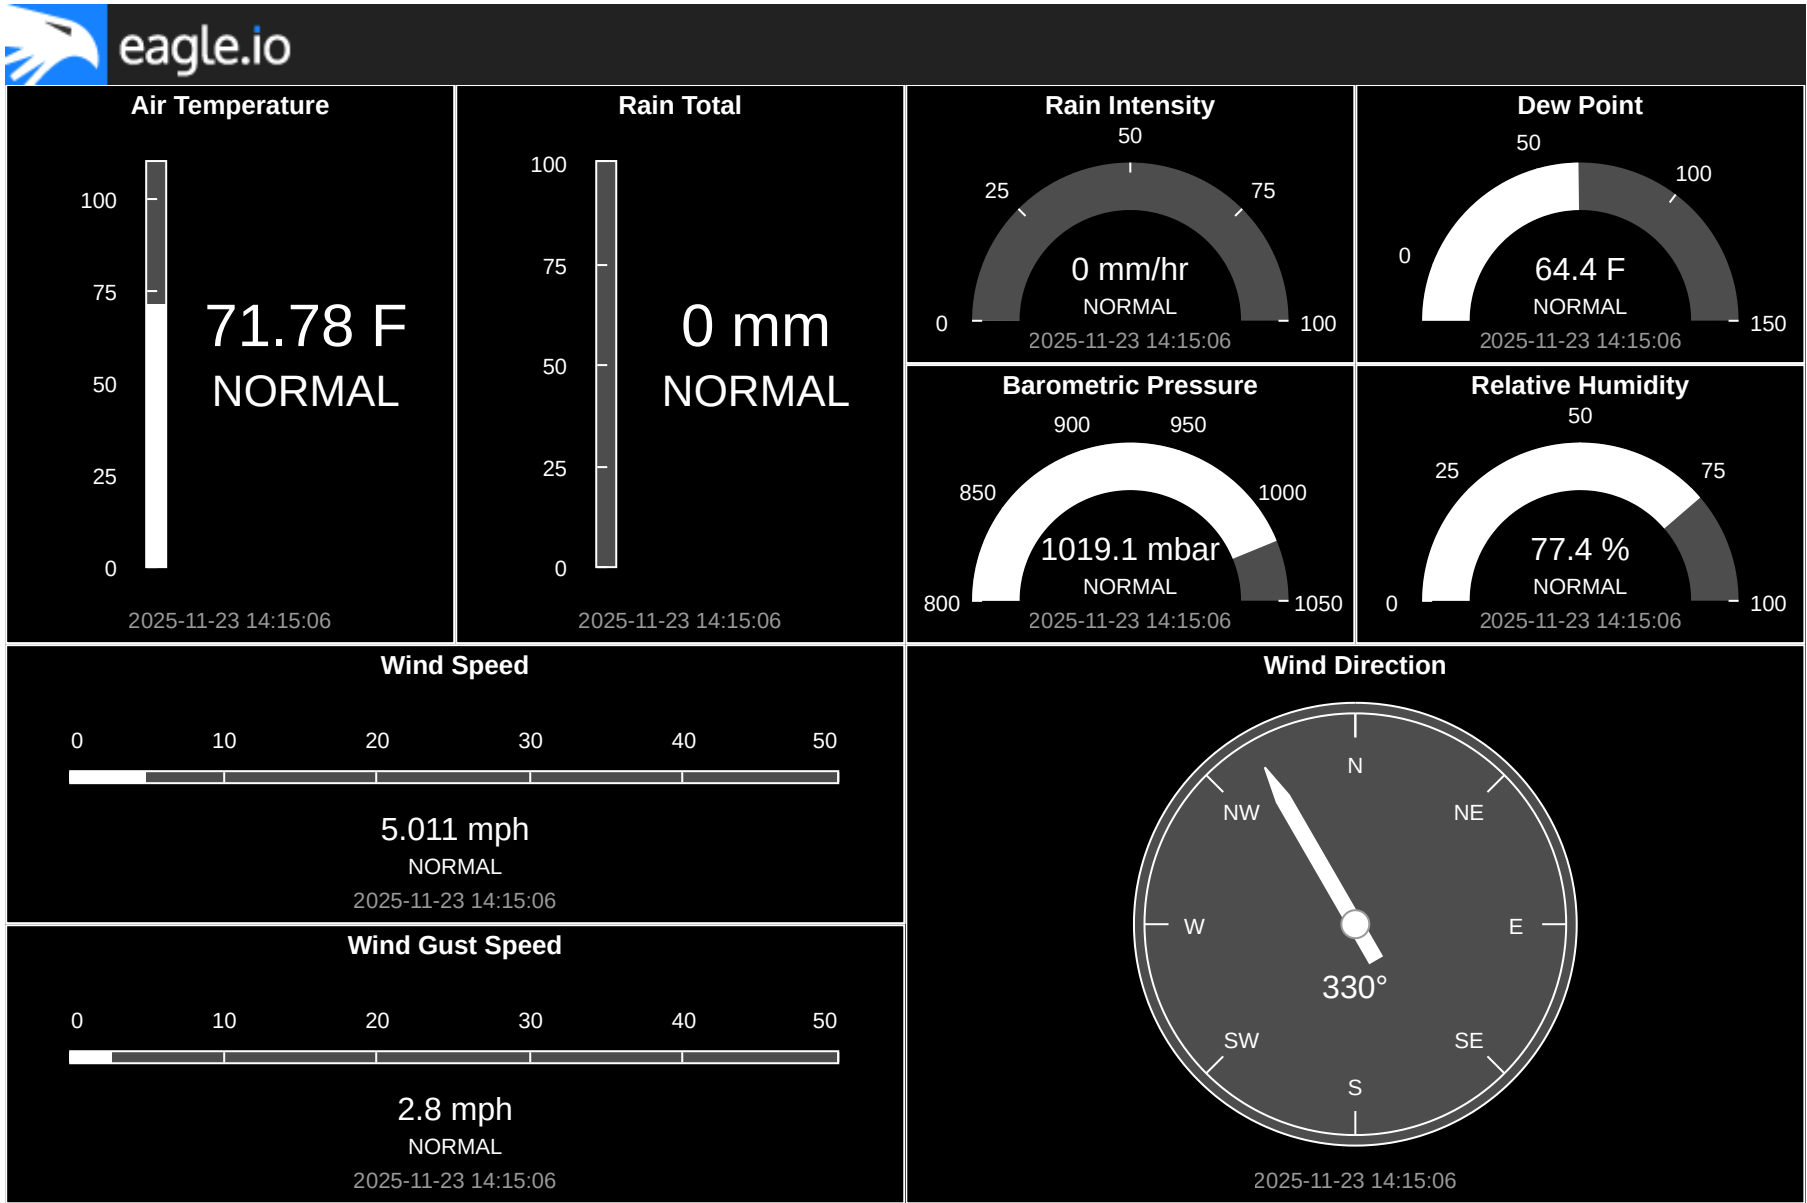 eagle.io
Air Temperature
100
75
50
25
0
71.78 F
NORMAL
2025-11-23 14:15:06
Rain Total
100
75
50
25
0
0 mm
NORMAL
2025-11-23 14:15:06
Rain Intensity
50
25
75
0
100
0 mm/hr
NORMAL
2025-11-23 14:15:06
Dew Point
50
100
0
150
64.4 F
NORMAL
2025-11-23 14:15:06
Barometric Pressure
900
950
850
1000
800
1050
1019.1 mbar
NORMAL
2025-11-23 14:15:06
Relative Humidity
50
25
75
0
100
77.4 %
NORMAL
2025-11-23 14:15:06
Wind Speed
0 10 20 30 40 50
5.011 mph
NORMAL
2025-11-23 14:15:06
Wind Gust Speed
0 10 20 30 40 50
2.8 mph
NORMAL
2025-11-23 14:15:06
Wind Direction
N
NW
NE
W
E
330°
SW
SE
S
2025-11-23 14:15:06